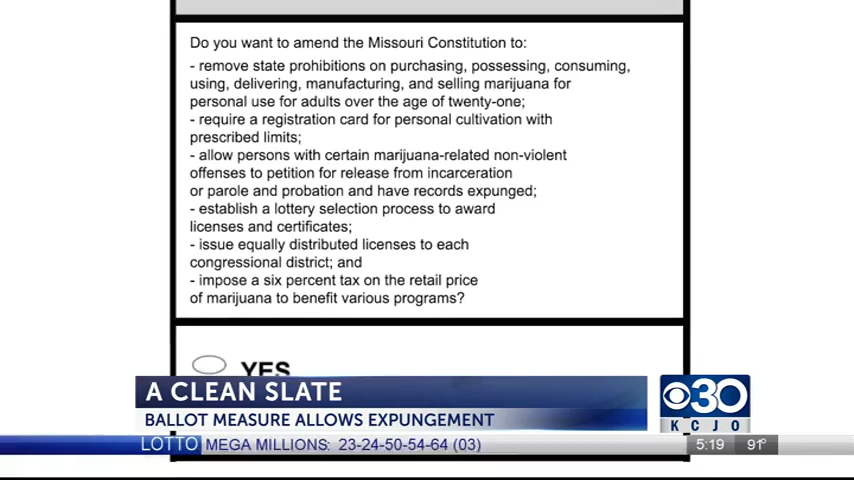 Do you want to amend the Missouri Constitution to:
- remove state prohibitions on purchasing, possessing, consuming,
using, delivering, manufacturing, and selling marijuana for
personal use for adults over the age of twenty-one;
- require a registration card for personal cultivation with
prescribed limits;
- allow persons with certain marijuana-related non-violent
offenses to petition for release from incarceration
or parole and probation and have records expunged;
- establish a lottery selection process to award
licenses and certificates;
- issue equally distributed licenses to each
congressional district; and
- impose a six percent tax on the retail price
of marijuana to benefit various programs?
YES
A CLEAN SLATE
BALLOT MEASURE ALLOWS EXPUNGEMENT
30
KCJO
LOTTO MEGA MILLIONS: 23-24-50-54-64 (03)
5:19 91°